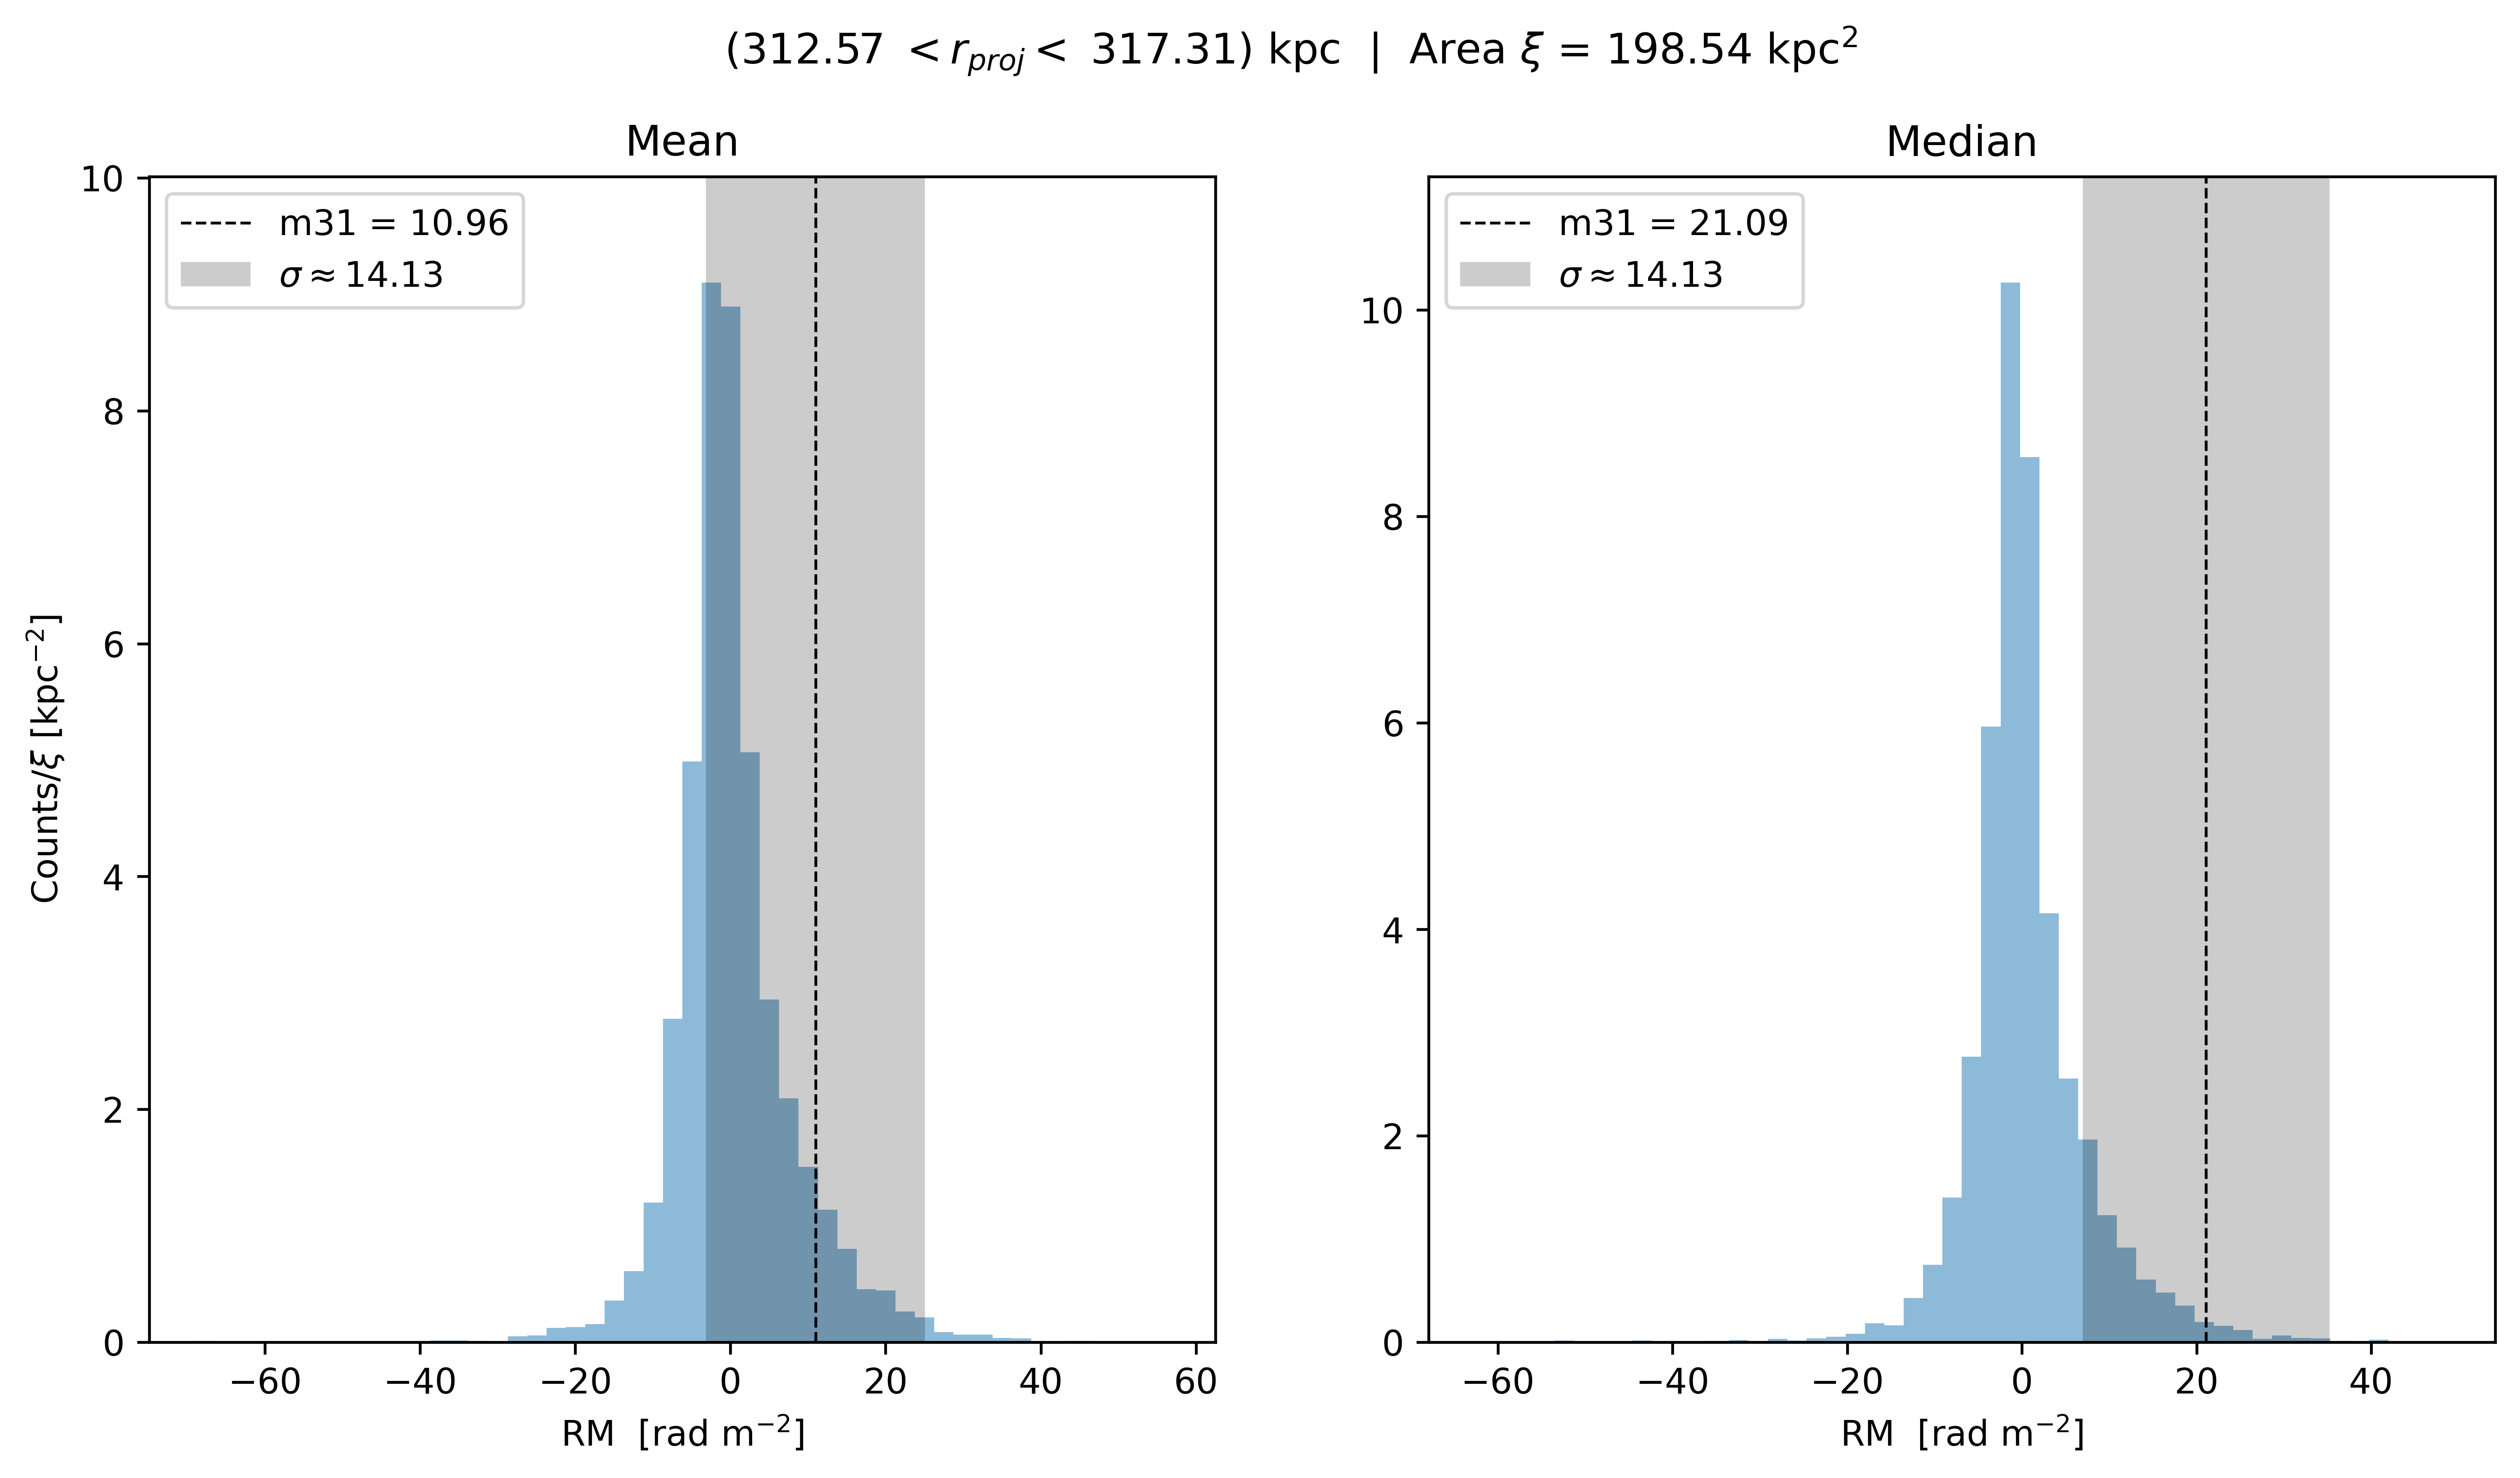 (312.57 < r_proj < 317.31) kpc | Area ξ = 198.54 kpc²
Mean
m31 = 10.96
σ ≈ 14.13
10
8
6
4
2
0
Counts/ξ [kpc⁻²]
−60 −40 −20 0 20 40 60
RM [rad m⁻²]
Median
m31 = 21.09
σ ≈ 14.13
10
8
6
4
2
0
−60 −40 −20 0 20 40
RM [rad m⁻²]